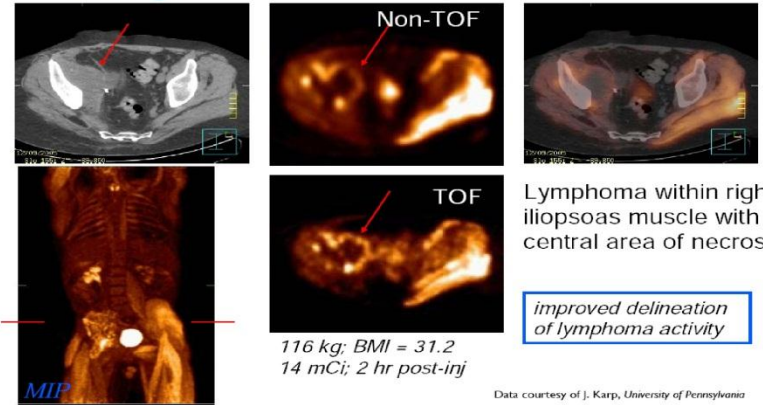 Non-TOF
TOF
Lymphoma within righ
iliopsoas muscle with
central area of necros
improved delineation
of lymphoma activity
MIP
116 kg; BMI = 31.2
14 mCi; 2 hr post-inj
Data courtesy of J. Karp, University of Pennsylvania